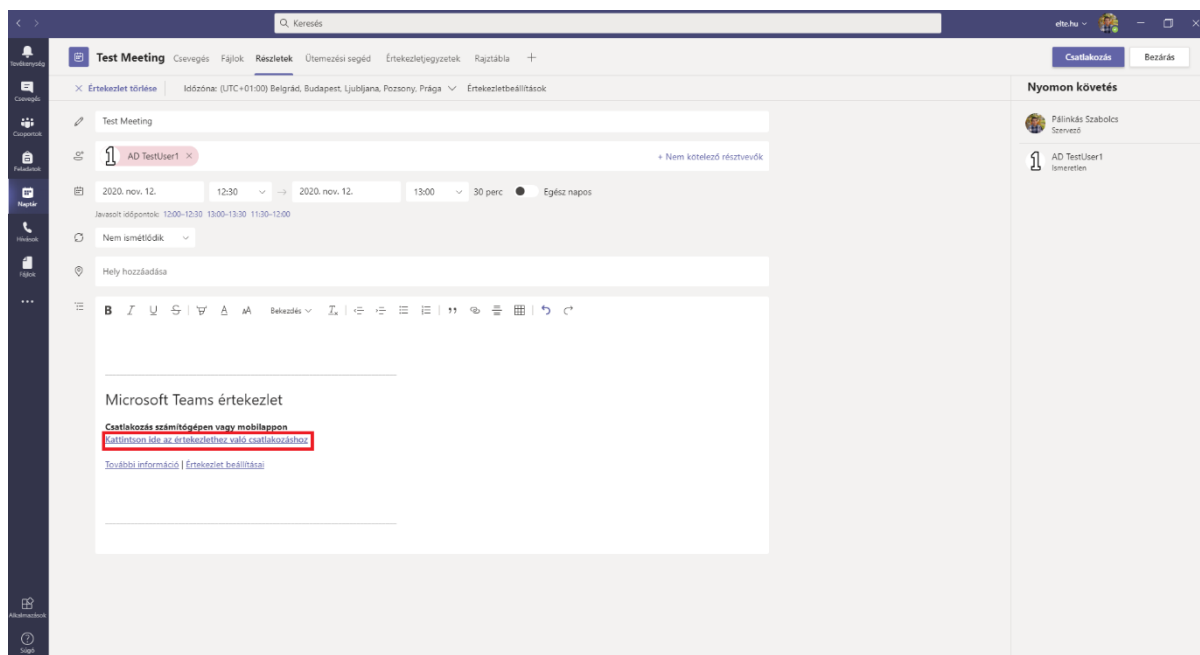 Keresés
elte.hu
Tevékenység
Csevegés
Csoportok
Feladatok
Naptár
Hívások
Fájlok
Alkalmazások
Súgó
Test Meeting Csevegés Fájlok Részletek Ütemezési segéd Értekezletjegyzetek Rajztábla +
Csatlakozás Bezárás
× Értekezlet törlése Időzóna: (UTC+01:00) Belgrád, Budapest, Ljubljana, Pozsony, Prága Értekezletbeállítások
Test Meeting
1 AD TestUser1 × + Nem kötelező résztvevők
2020. nov. 12. 12:30 → 2020. nov. 12. 13:00 30 perc Egész napos
Javasolt időpontok: 12:00–12:30 13:00–13:30 11:30–12:00
Nem ismétlődik
Hely hozzáadása
B I U S A AA Bekezdés
Microsoft Teams értekezlet
Csatlakozás számítógépen vagy mobilappon
Kattintson ide az értekezlethez való csatlakozáshoz
További információ | Értekezlet beállításai
Nyomon követés
Pálinkás Szabolcs
Szervező
1 AD TestUser1
Ismeretlen